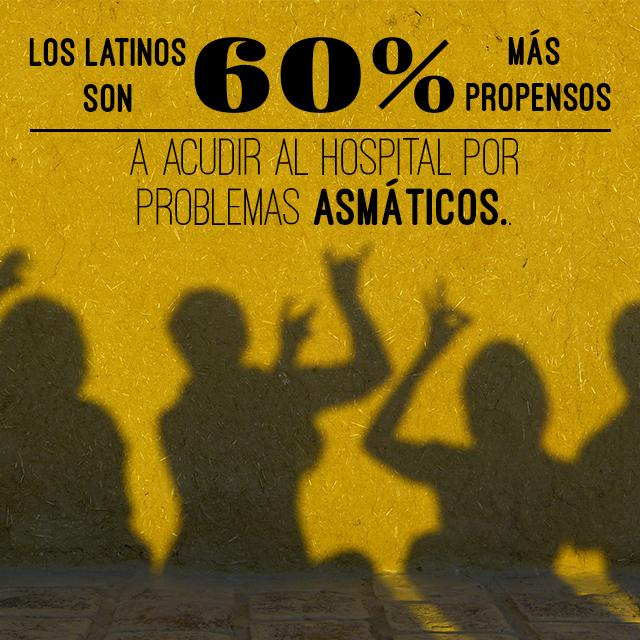 LOS LATINOS SON 60% MÁS PROPENSOS
A ACUDIR AL HOSPITAL POR
PROBLEMAS ASMÁTICOS..